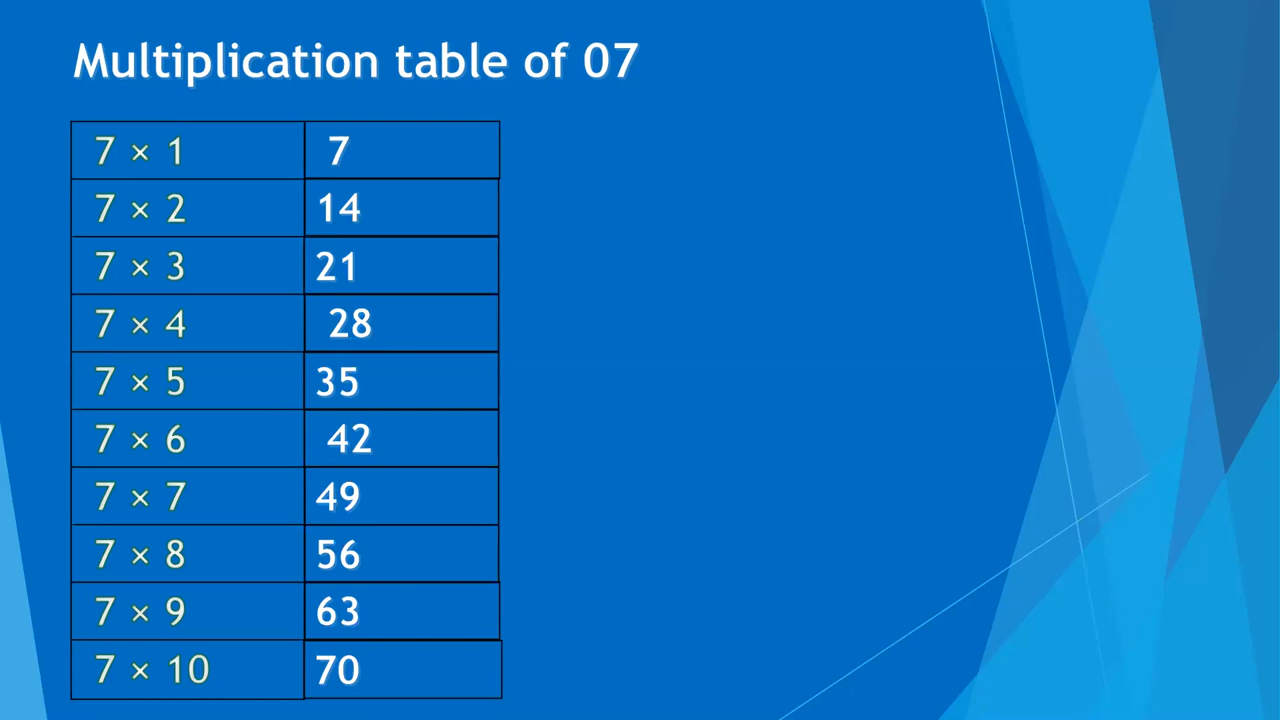 Multiplication table of 07
7 × 1 7
7 × 2 14
7 × 3 21
7 × 4 28
7 × 5 35
7 × 6 42
7 × 7 49
7 × 8 56
7 × 9 63
7 × 10 70